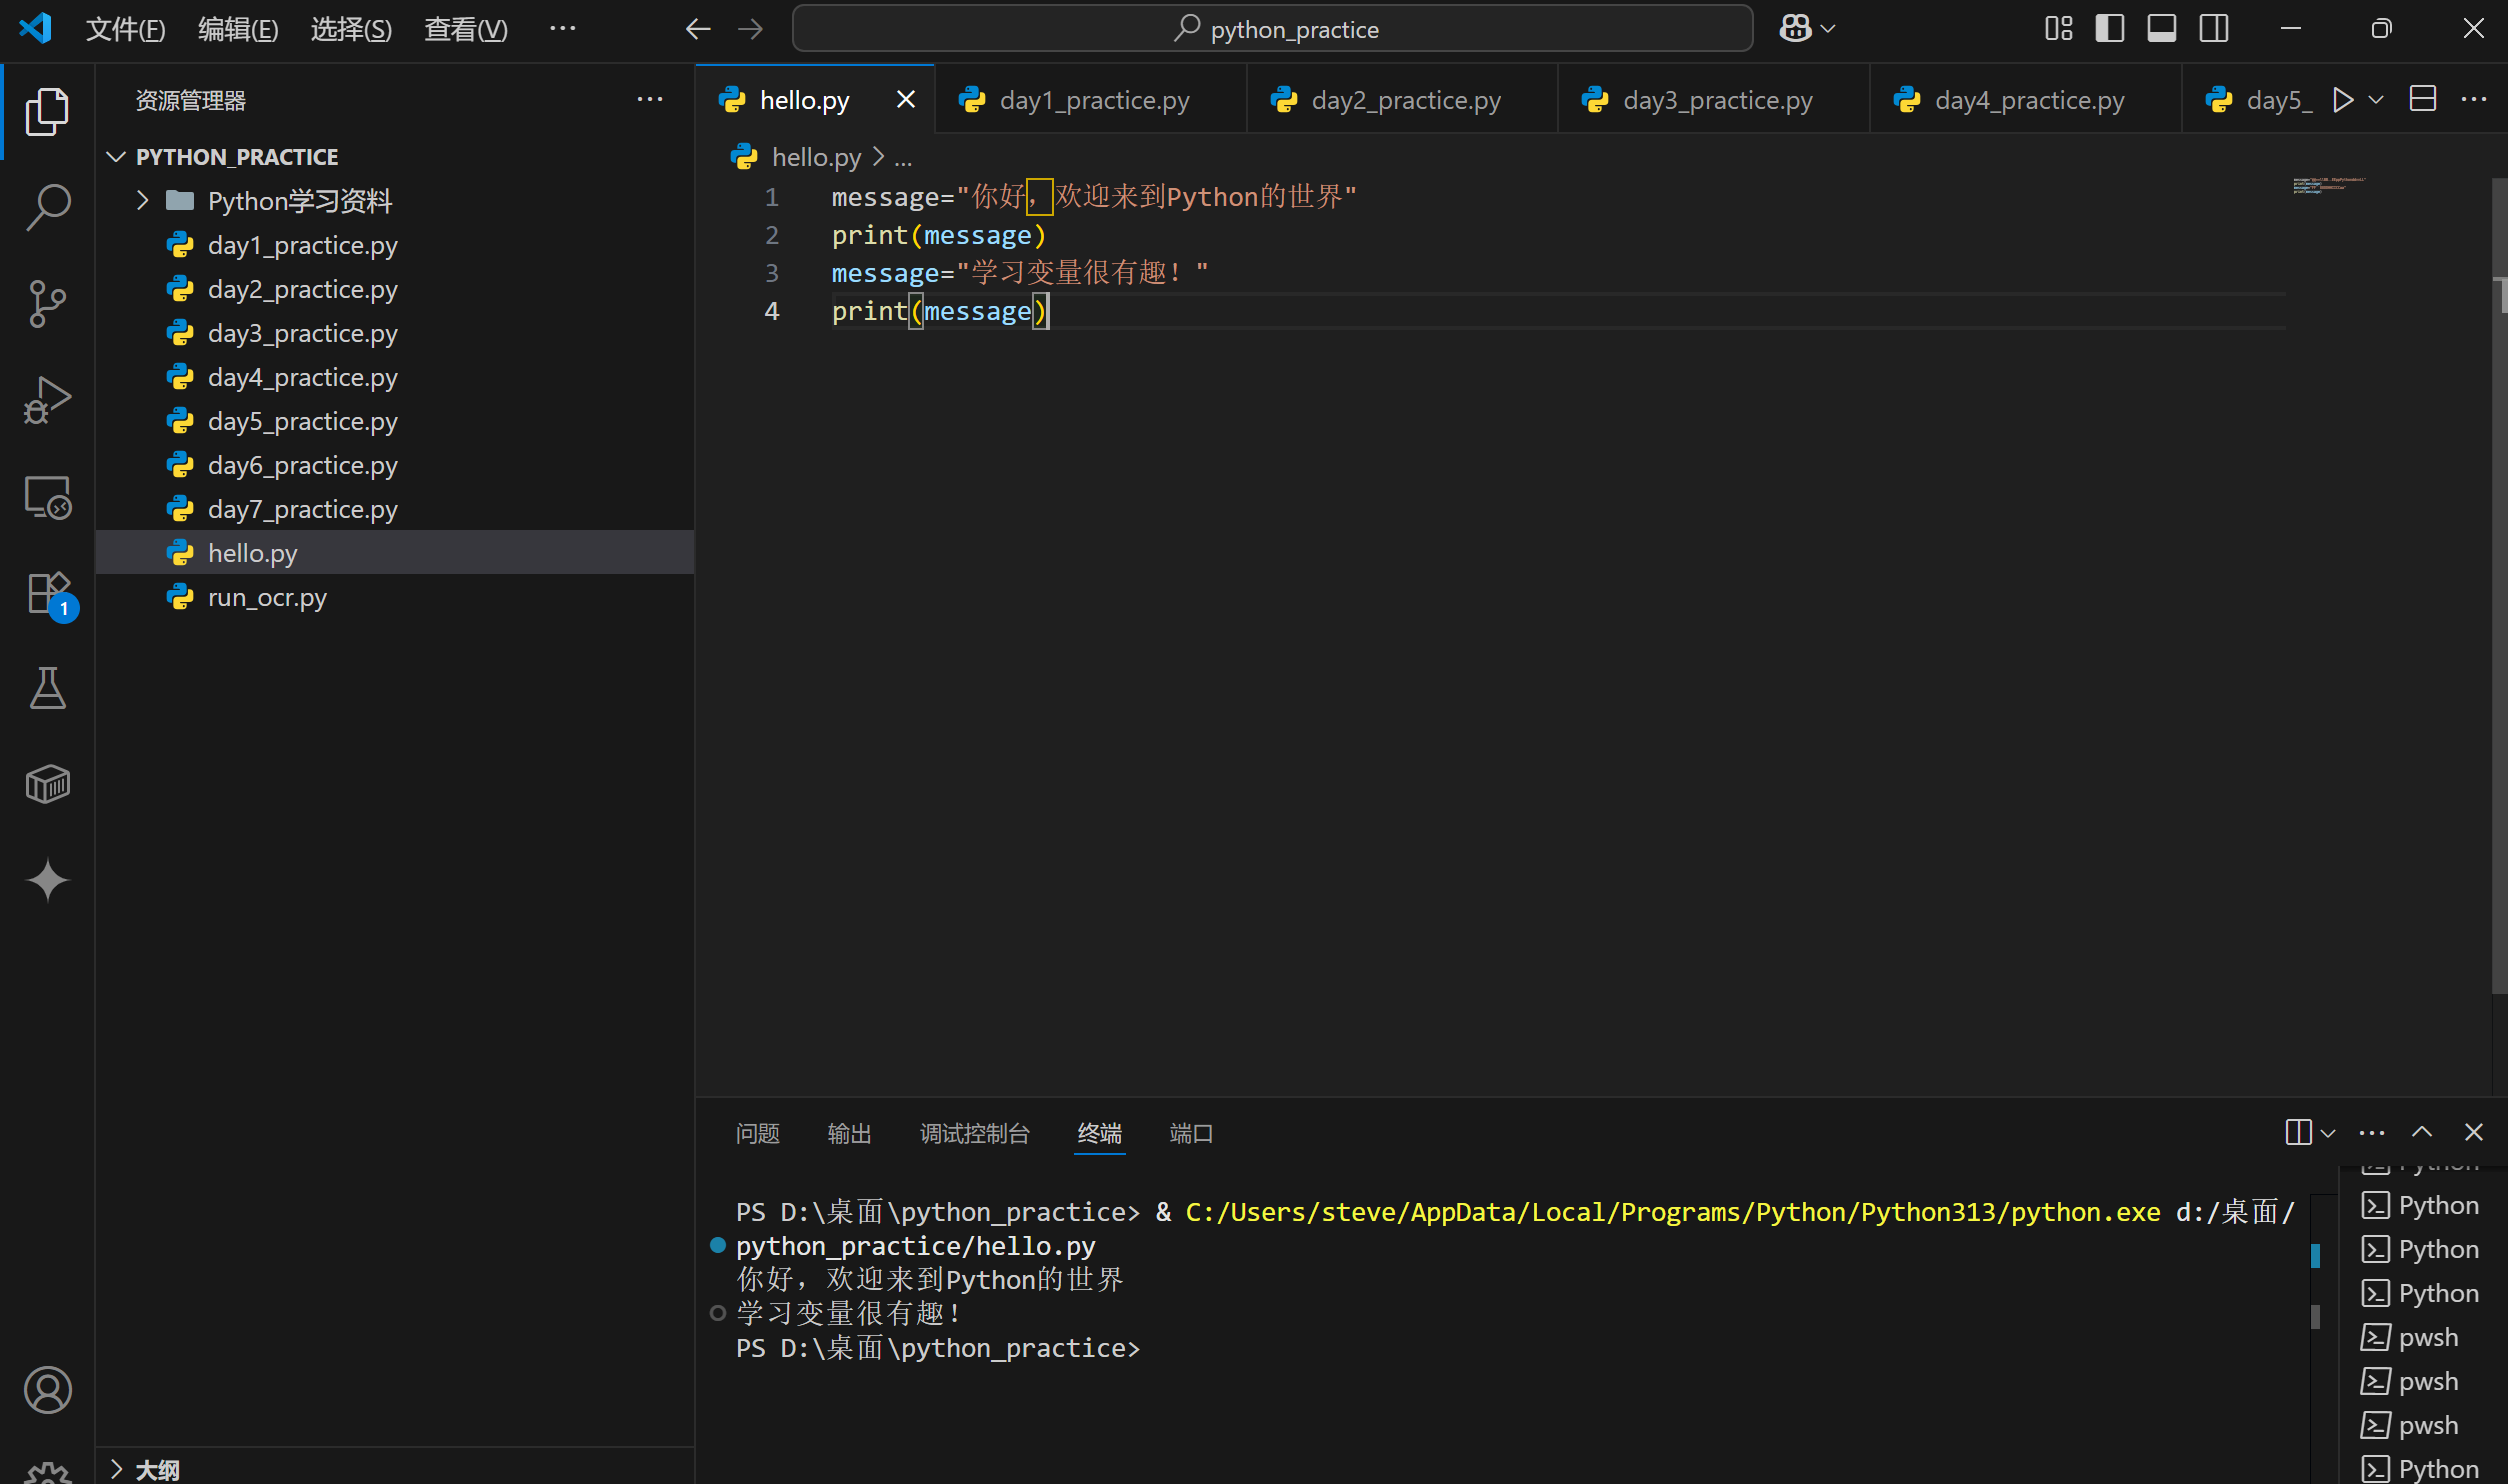 文件(F) 编辑(E) 选择(S) 查看(V) ··· python_practice
资源管理器 ···
PYTHON_PRACTICE
Python学习资料
day1_practice.py
day2_practice.py
day3_practice.py
day4_practice.py
day5_practice.py
day6_practice.py
day7_practice.py
hello.py
run_ocr.py
1
大纲
hello.py day1_practice.py day2_practice.py day3_practice.py day4_practice.py day5_
hello.py > ...
1 message="你好，欢迎来到Python的世界"
2 print(message)
3 message="学习变量很有趣！"
4 print(message)
问题 输出 调试控制台 终端 端口
PS D:\桌面\python_practice> & C:/Users/steve/AppData/Local/Programs/Python/Python313/python.exe d:/桌面/
python_practice/hello.py
你好，欢迎来到Python的世界
学习变量很有趣！
PS D:\桌面\python_practice>
Python
Python
Python
pwsh
pwsh
pwsh
Python